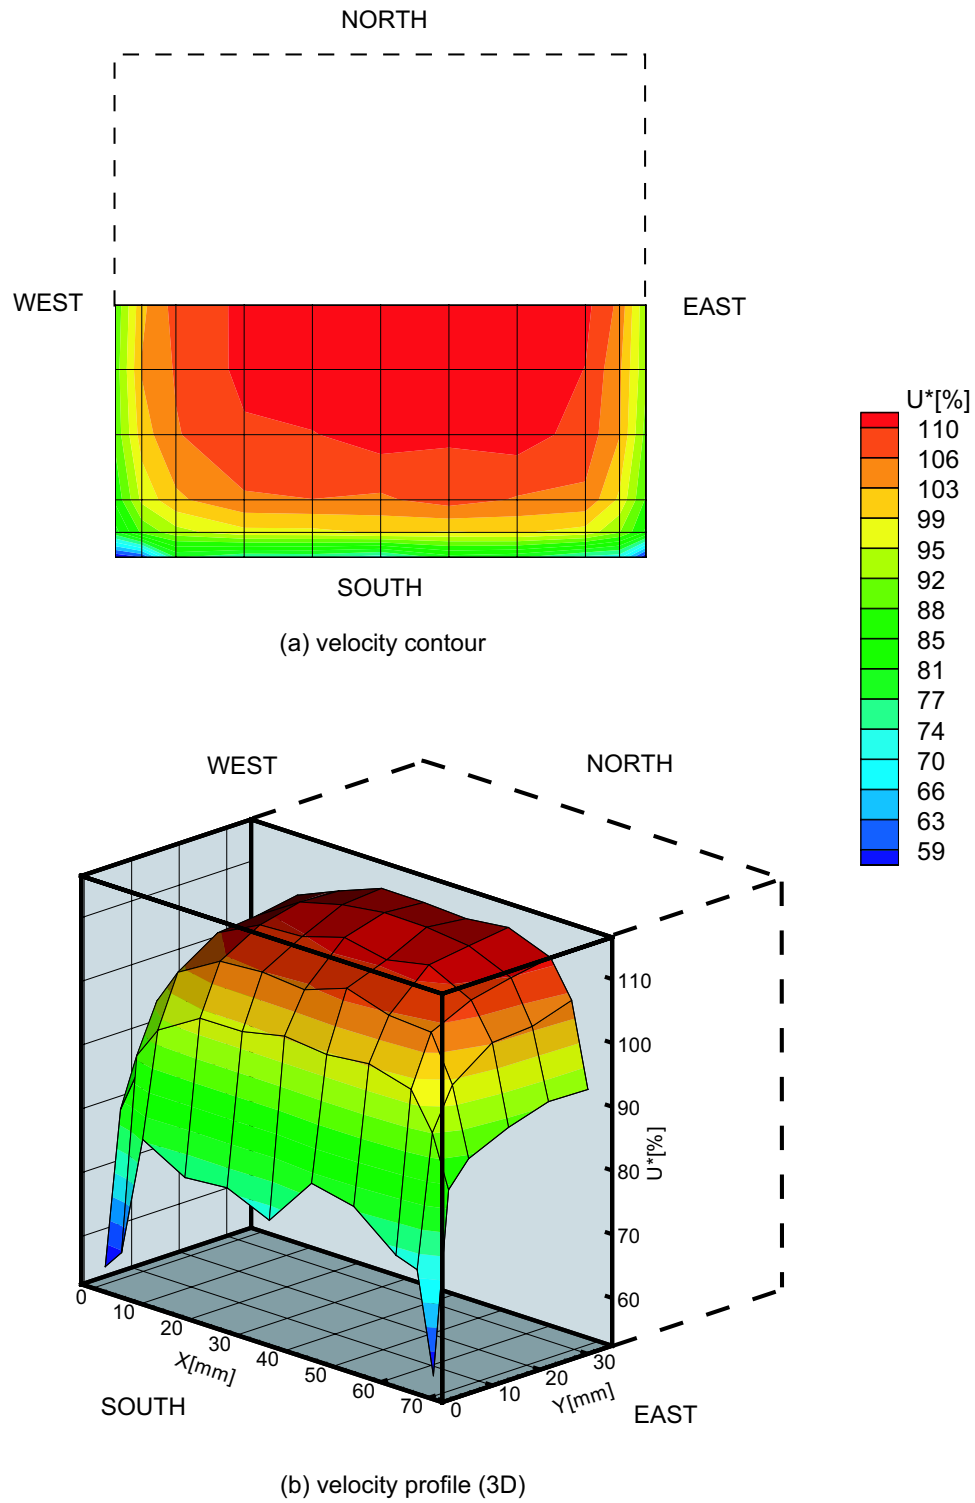 NORTH
WEST
EAST
SOUTH
(a) velocity contour
U*[%]
110
106
103
99
95
92
88
85
81
77
74
70
66
63
59
WEST
NORTH
110
100
90
80
70
60
U*[%]
0
10
20
30
40
50
60
70
X[mm]
0
10
20
30
Y[mm]
SOUTH
EAST
(b) velocity profile (3D)